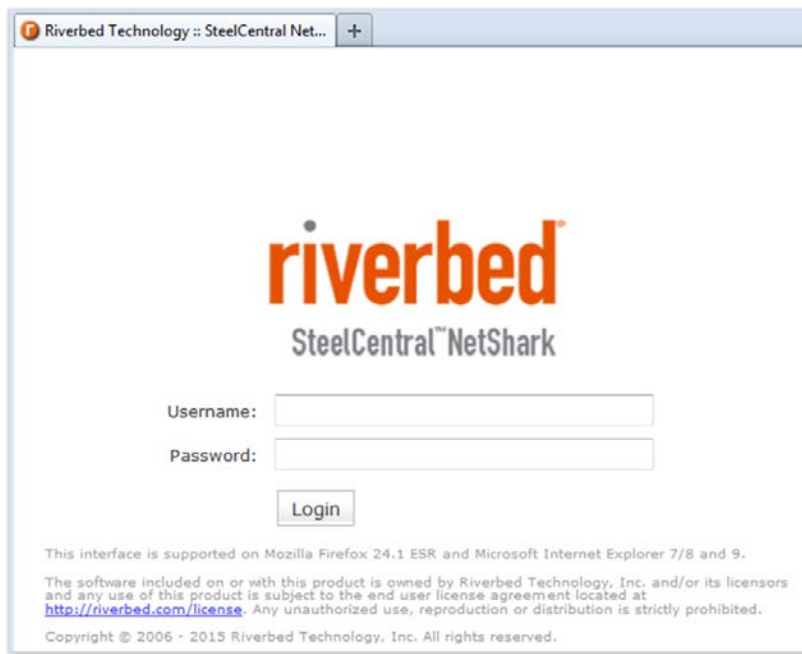 Riverbed Technology :: SteelCentral Net...
riverbed®
SteelCentral™ NetShark
Username:
Password:
Login
This interface is supported on Mozilla Firefox 24.1 ESR and Microsoft Internet Explorer 7/8 and 9.
The software included on or with this product is owned by Riverbed Technology, Inc. and/or its licensors
and any use of this product is subject to the end user license agreement located at
http://riverbed.com/license. Any unauthorized use, reproduction or distribution is strictly prohibited.
Copyright © 2006 - 2015 Riverbed Technology, Inc. All rights reserved.